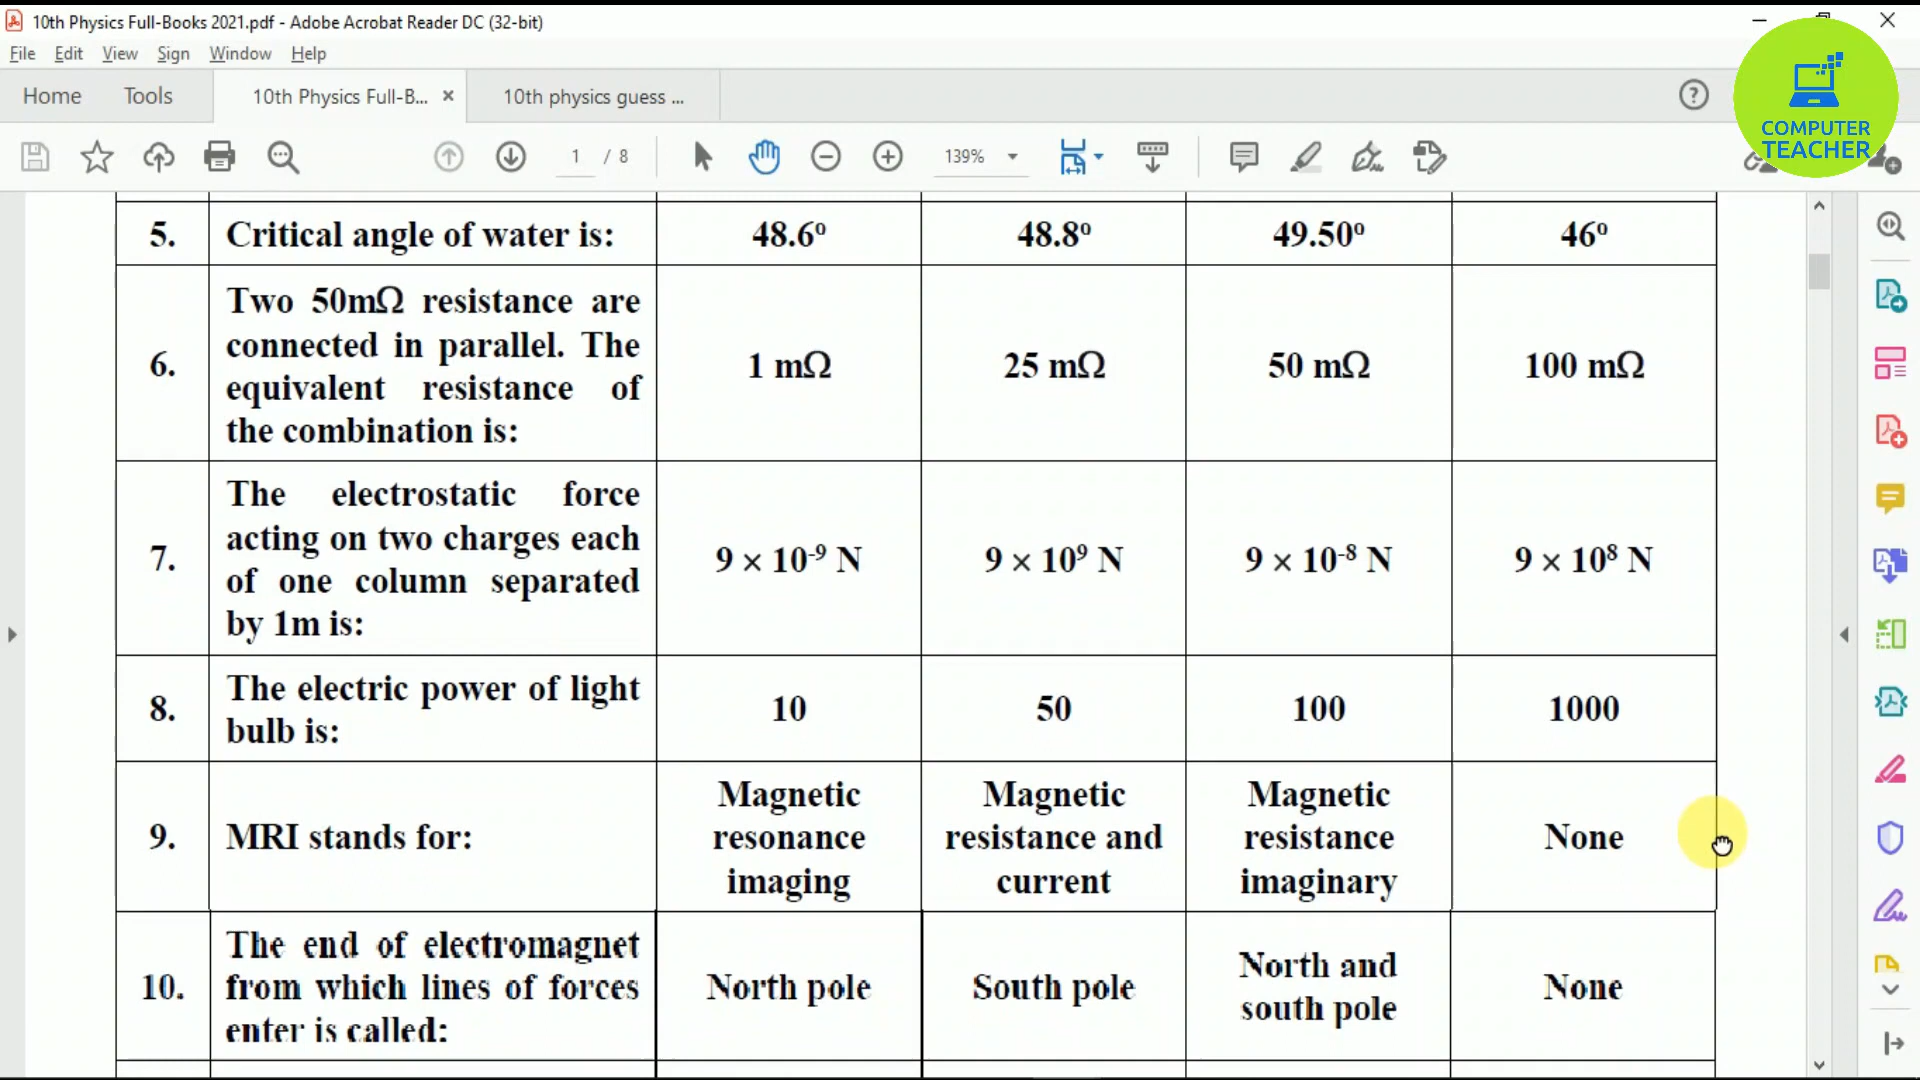 10th Physics Full-Books 2021.pdf - Adobe Acrobat Reader DC (32-bit)
File Edit View Sign Window Help
Home Tools 10th Physics Full-B... × 10th physics guess ...
COMPUTER
TEACHER
1 / 8 139%
5. Critical angle of water is: 48.6º 48.8º 49.50º 46º
Two 50mΩ resistance are
connected in parallel. The
6. 1 mΩ 25 mΩ 50 mΩ 100 mΩ
equivalent resistance of
the combination is:
The electrostatic force
acting on two charges each
7. 9 × 10⁻⁹ N 9 × 10⁹ N 9 × 10⁻⁸ N 9 × 10⁸ N
of one column separated
by 1m is:
The electric power of light
8. 10 50 100 1000
bulb is:
Magnetic Magnetic Magnetic
9. MRI stands for: resonance resistance and resistance None
imaging current imaginary
The end of electromagnet North and
10. from which lines of forces North pole South pole None
south pole
enter is called: